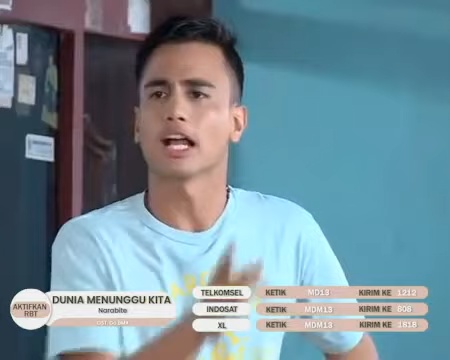 AKTIFKAN
RBT
DUNIA MENUNGGU KITA
Narabite
TELKOMSEL KETIK MD13 KIRIM KE 1212
INDOSAT KETIK MDM13 KIRIM KE 808
XL KETIK MDM13 KIRIM KE 1818